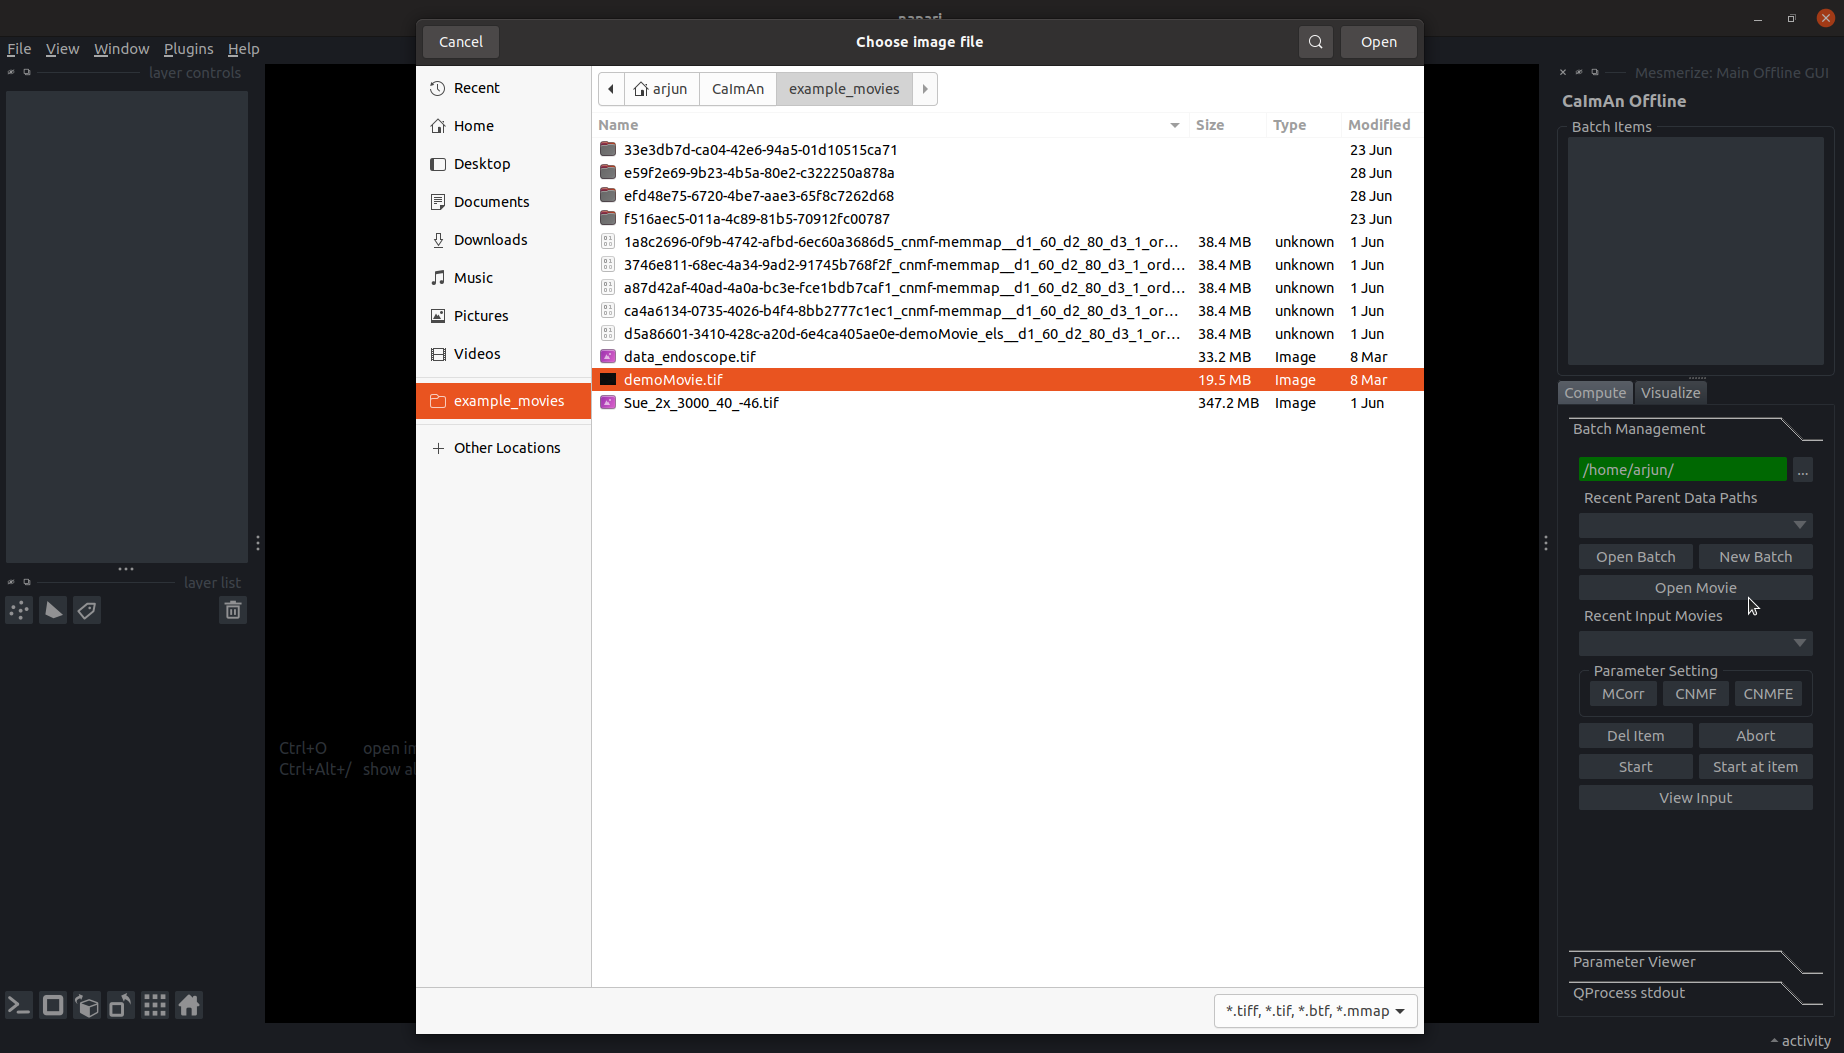 napari
File View Window Plugins Help
layer controls
layer list
Ctrl+O open in
Ctrl+Alt+/ show al
Cancel
Choose image file
Open
Recent
Home
Desktop
Documents
Downloads
Music
Pictures
Videos
example_movies
Other Locations
arjun CaImAn example_movies
Name Size Type Modified
33e3db7d-ca04-42e6-94a5-01d10515ca71 23 Jun
e59f2e69-9b23-4b5a-80e2-c322250a878a 28 Jun
efd48e75-6720-4be7-aae3-65f8c7262d68 28 Jun
f516aec5-011a-4c89-81b5-70912fc00787 23 Jun
1a8c2696-0f9b-4742-afbd-6ec60a3686d5_cnmf-memmap__d1_60_d2_80_d3_1_or... 38.4 MB unknown 1 Jun
3746e811-68ec-4a34-9ad2-91745b768f2f_cnmf-memmap__d1_60_d2_80_d3_1_ord... 38.4 MB unknown 1 Jun
a87d42af-40ad-4a0a-bc3e-fce1bdb7caf1_cnmf-memmap__d1_60_d2_80_d3_1_ord... 38.4 MB unknown 1 Jun
ca4a6134-0735-4026-b4f4-8bb2777c1ec1_cnmf-memmap__d1_60_d2_80_d3_1_or... 38.4 MB unknown 1 Jun
d5a86601-3410-428c-a20d-6e4ca405ae0e-demoMovie_els__d1_60_d2_80_d3_1_or... 38.4 MB unknown 1 Jun
data_endoscope.tif 33.2 MB Image 8 Mar
demoMovie.tif 19.5 MB Image 8 Mar
Sue_2x_3000_40_-46.tif 347.2 MB Image 1 Jun
*.tiff, *.tif, *.btf, *.mmap
Mesmerize: Main Offline GUI
CaImAn Offline
Batch Items
Compute Visualize
Batch Management
/home/arjun/ ...
Recent Parent Data Paths
Open Batch New Batch
Open Movie
Recent Input Movies
Parameter Setting
MCorr CNMF CNMFE
Del Item Abort
Start Start at item
View Input
Parameter Viewer
QProcess stdout
activity